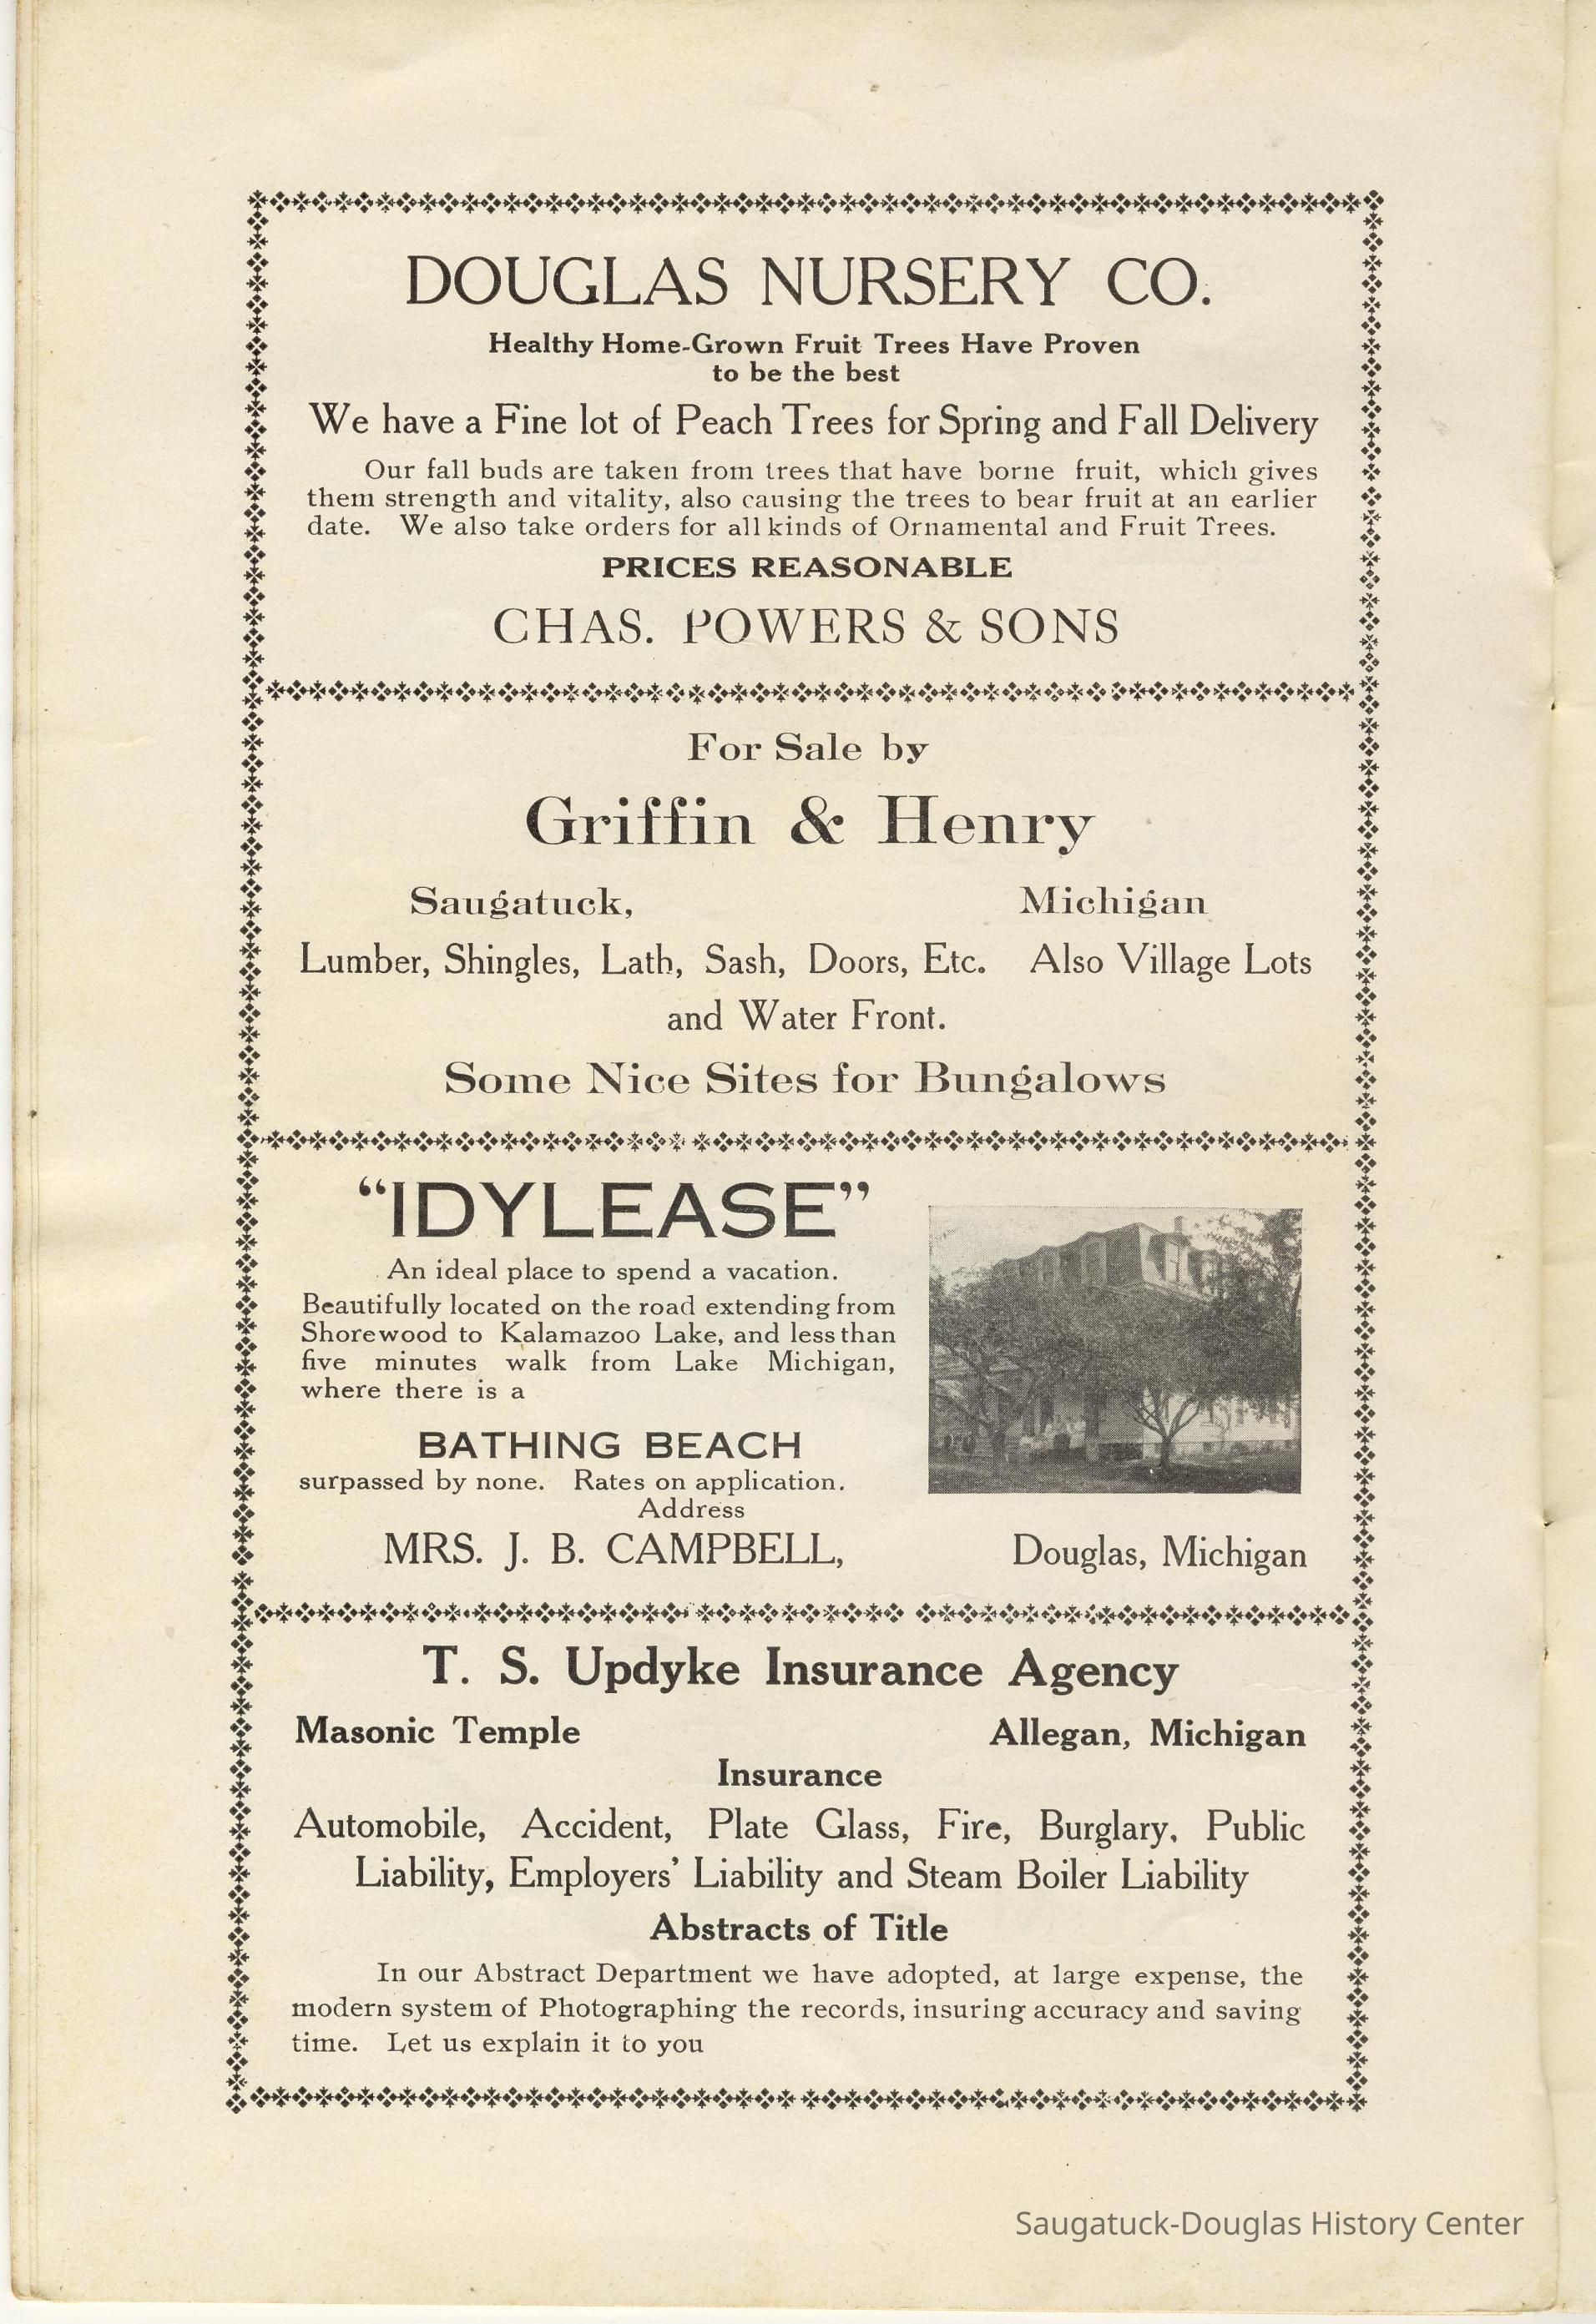 DOUGLAS NURSERY CO.
Healthy Home-Grown Fruit Trees Have Proven
to be the best
We have a Fine lot of Peach Trees for Spring and Fall Delivery
Our fall buds are taken from trees that have borne fruit, which gives
them strength and vitality, also causing the trees to bear fruit at an earlier
date. We also take orders for all kinds of Ornamental and Fruit Trees.
PRICES REASONABLE
CHAS. POWERS & SONS
For Sale by
Griffin & Henry
Saugatuck, Michigan
Lumber, Shingles, Lath, Sash, Doors, Etc. Also Village Lots
and Water Front.
Some Nice Sites for Bungalows
“IDYLEASE”
An ideal place to spend a vacation.
Beautifully located on the road extending from
Shorewood to Kalamazoo Lake, and less than
five minutes walk from Lake Michigan,
where there is a
BATHING BEACH
surpassed by none. Rates on application.
Address
MRS. J. B. CAMPBELL, Douglas, Michigan
T. S. Updyke Insurance Agency
Masonic Temple Allegan, Michigan
Insurance
Automobile, Accident, Plate Glass, Fire, Burglary, Public
Liability, Employers’ Liability and Steam Boiler Liability
Abstracts of Title
In our Abstract Department we have adopted, at large expense, the
modern system of Photographing the records, insuring accuracy and saving
time. Let us explain it to you
Saugatuck-Douglas History Center